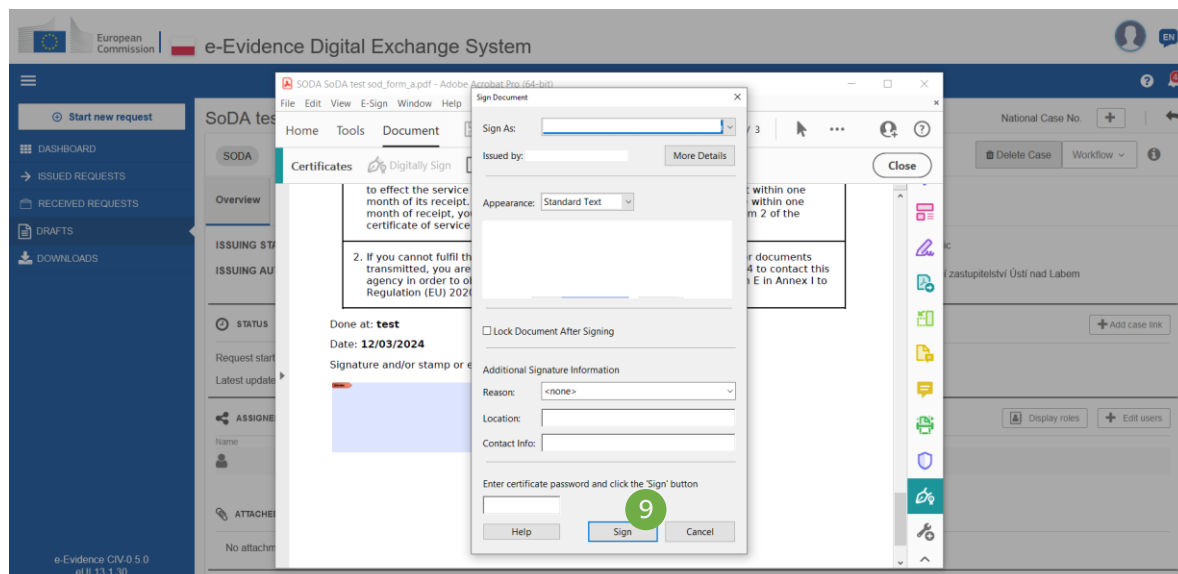 European
Commission
e-Evidence Digital Exchange System
EN
Start new request
DASHBOARD
ISSUED REQUESTS
RECEIVED REQUESTS
DRAFTS
DOWNLOADS
e-Evidence CIV-0.5.0
eUI 13.1.30
SoDA tes
National Case No.
SODA
Delete Case
Workflow
Overview
ISSUING STA
ISSUING AU
í zastupitelství Ústí nad Labem
STATUS
Add case link
Request start
Latest update
ASSIGNE
Display roles
Edit users
Name
ATTACHE
No attachm
SODA SoDA test sod_form_a.pdf - Adobe Acrobat Pro (64-bit)
File Edit View E-Sign Window Help
Home Tools Document
/ 3
Certificates Digitally Sign
Close
to effect the service
within one
month of its receipt.
within one
month of receipt, yo
m 2 of the
certificate of service
2. If you cannot fulfil th
r documents
transmitted, you are
4 to contact this
agency in order to o
E in Annex I to
Regulation (EU) 202
Done at: test
Date: 12/03/2024
Signature and/or stamp or e
Sign Document
Sign As:
Issued by:
More Details
Appearance: Standard Text
Lock Document After Signing
Additional Signature Information
Reason: <none>
Location:
Contact Info:
Enter certificate password and click the 'Sign' button
9
Help Sign Cancel